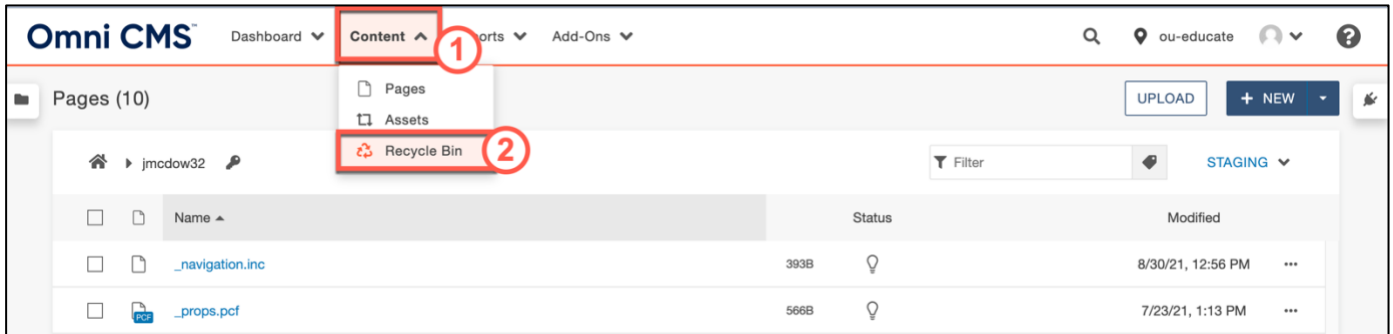 Omni CMS™ Dashboard Content orts Add-Ons ou-educate ?
1
Pages (10) Pages UPLOAD + NEW
Assets
Recycle Bin 2
jmcdow32 Filter STAGING
Name Status Modified
_navigation.inc 393B 8/30/21, 12:56 PM ...
PCF _props.pcf 566B 7/23/21, 1:13 PM ...